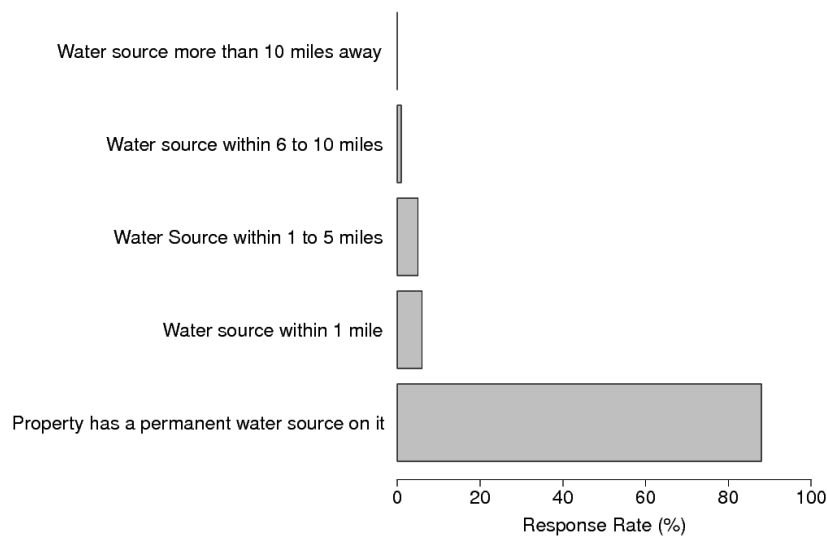 Water source more than 10 miles away
Water source within 6 to 10 miles
Water Source within 1 to 5 miles
Water source within 1 mile
Property has a permanent water source on it
0 20 40 60 80 100
Response Rate (%)